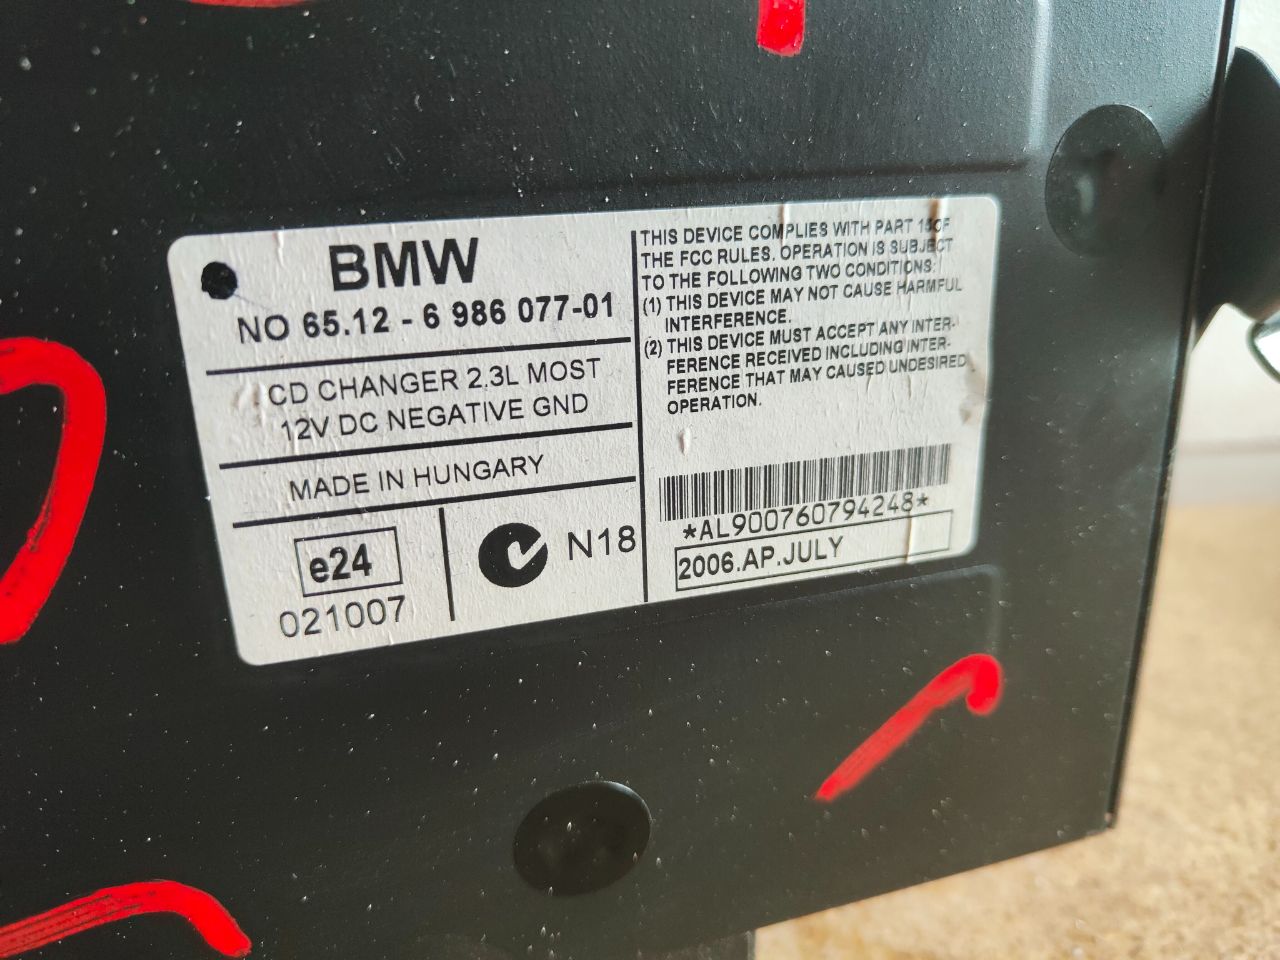 BMW
NO 65.12 - 6 986 077-01
CD CHANGER 2.3L MOST
12V DC NEGATIVE GND
MADE IN HUNGARY
e24
021007
N18
THIS DEVICE COMPLIES WITH PART 15OF
THE FCC RULES. OPERATION IS SUBJECT
TO THE FOLLOWING TWO CONDITIONS:
(1) THIS DEVICE MAY NOT CAUSE HARMFUL
INTERFERENCE.
(2) THIS DEVICE MUST ACCEPT ANY INTER-
FERENCE RECEIVED INCLUDING INTER-
FERENCE THAT MAY CAUSED UNDESIRED
OPERATION.
*AL900760794248*
2006.AP.JULY